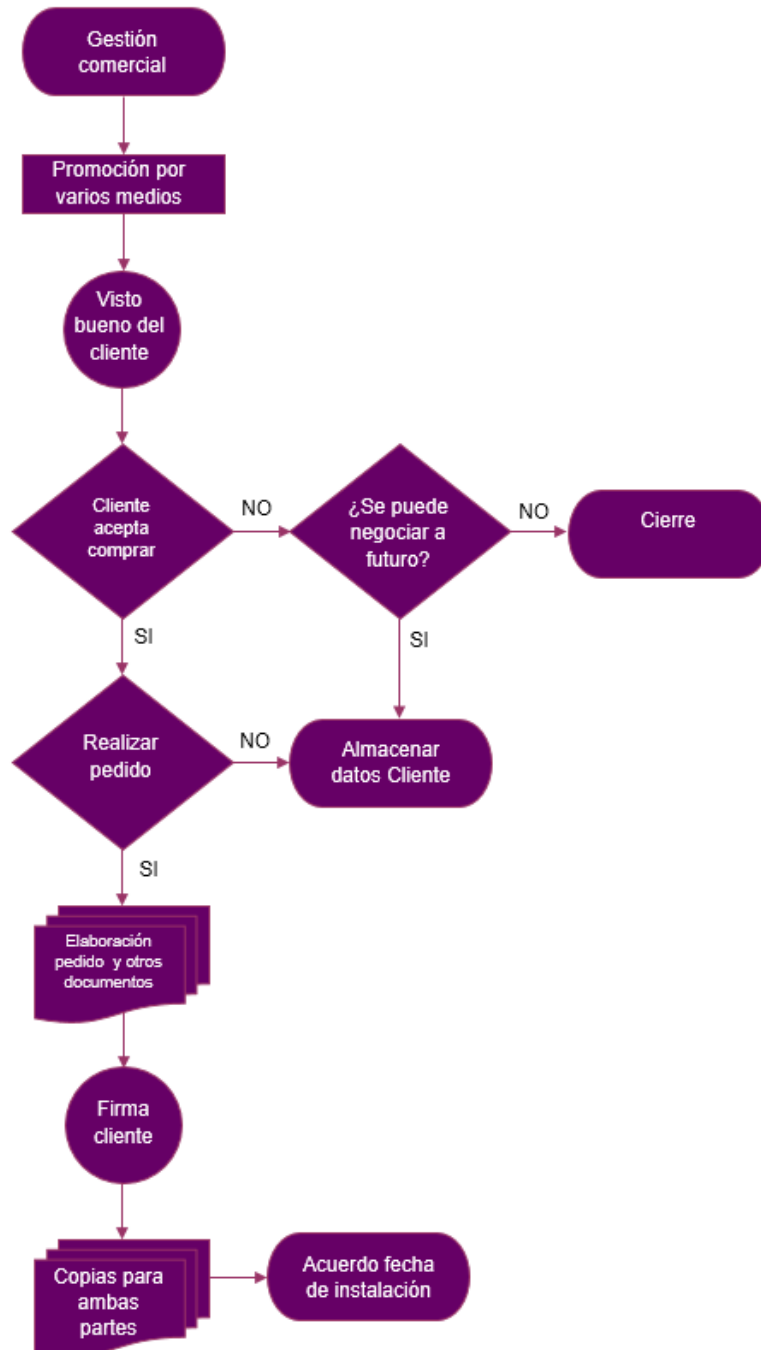 Gestión
comercial
Promoción por
varios medios
Visto
bueno del
cliente
Cliente
acepta
comprar
NO
¿Se puede
negociar a
futuro?
NO
Cierre
SI
SI
Realizar
pedido
NO
Almacenar
datos Cliente
SI
Elaboración
pedido y otros
documentos
Firma
cliente
Copias para
ambas
partes
Acuerdo fecha
de instalación